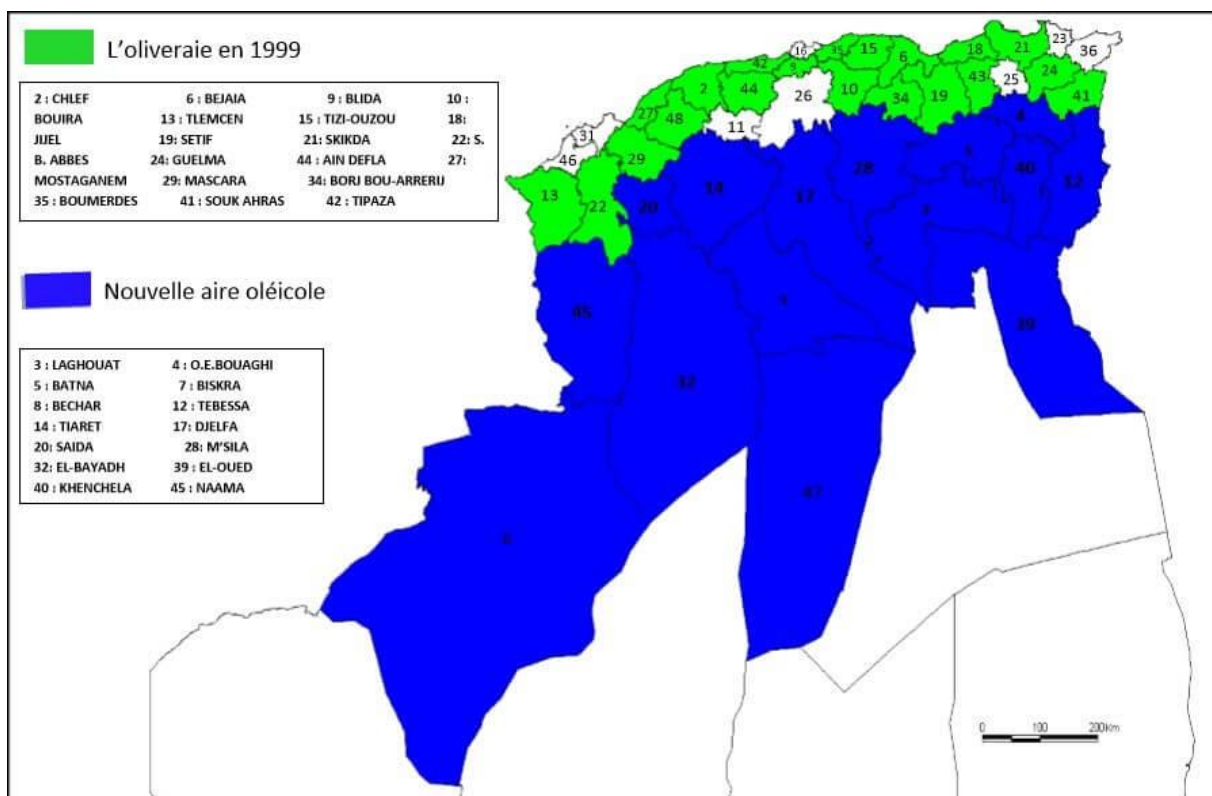 L'oliveraie en 1999
2 : CHLEF 6 : BEJAIA 9 : BLIDA 10 :
BOUIRA 13 : TLEMCEN 15 : TIZI-OUZOU 18:
JIJEL 19: SETIF 21: SKIKDA 22: S.
B. ABBES 24: GUELMA 44 : AIN DEFLA 27:
MOSTAGANEM 29: MASCARA 34: BORJ BOU-ARRERIJ
35 : BOUMERDES 41 : SOUK AHRAS 42 : TIPAZA
Nouvelle aire oléicole
3 : LAGHOUAT 4 : O.E.BOUAGHI
5 : BATNA 7 : BISKRA
8 : BECHAR 12 : TEBESSA
14 : TIARET 17: DJELFA
20: SAIDA 28: M'SILA
32: EL-BAYADH 39 : EL-OUED
40 : KHENCHELA 45 : NAAMA
23
16 35 15 18 21 36
42 9 6
2 44 26 10 34 19 43 25 24 41
27 48 11 4
31
46 29 28 40 12
13 22 20 14 17
45 3 39
32
47
8
0 100 200Km